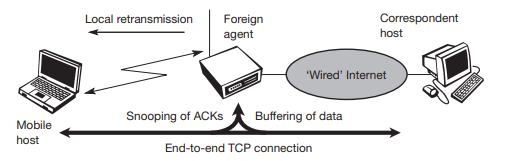 Local retransmission
Foreign
agent
Correspondent
host
‘Wired’ Internet
Mobile
host
Snooping of ACKs
Buffering of data
End-to-end TCP connection